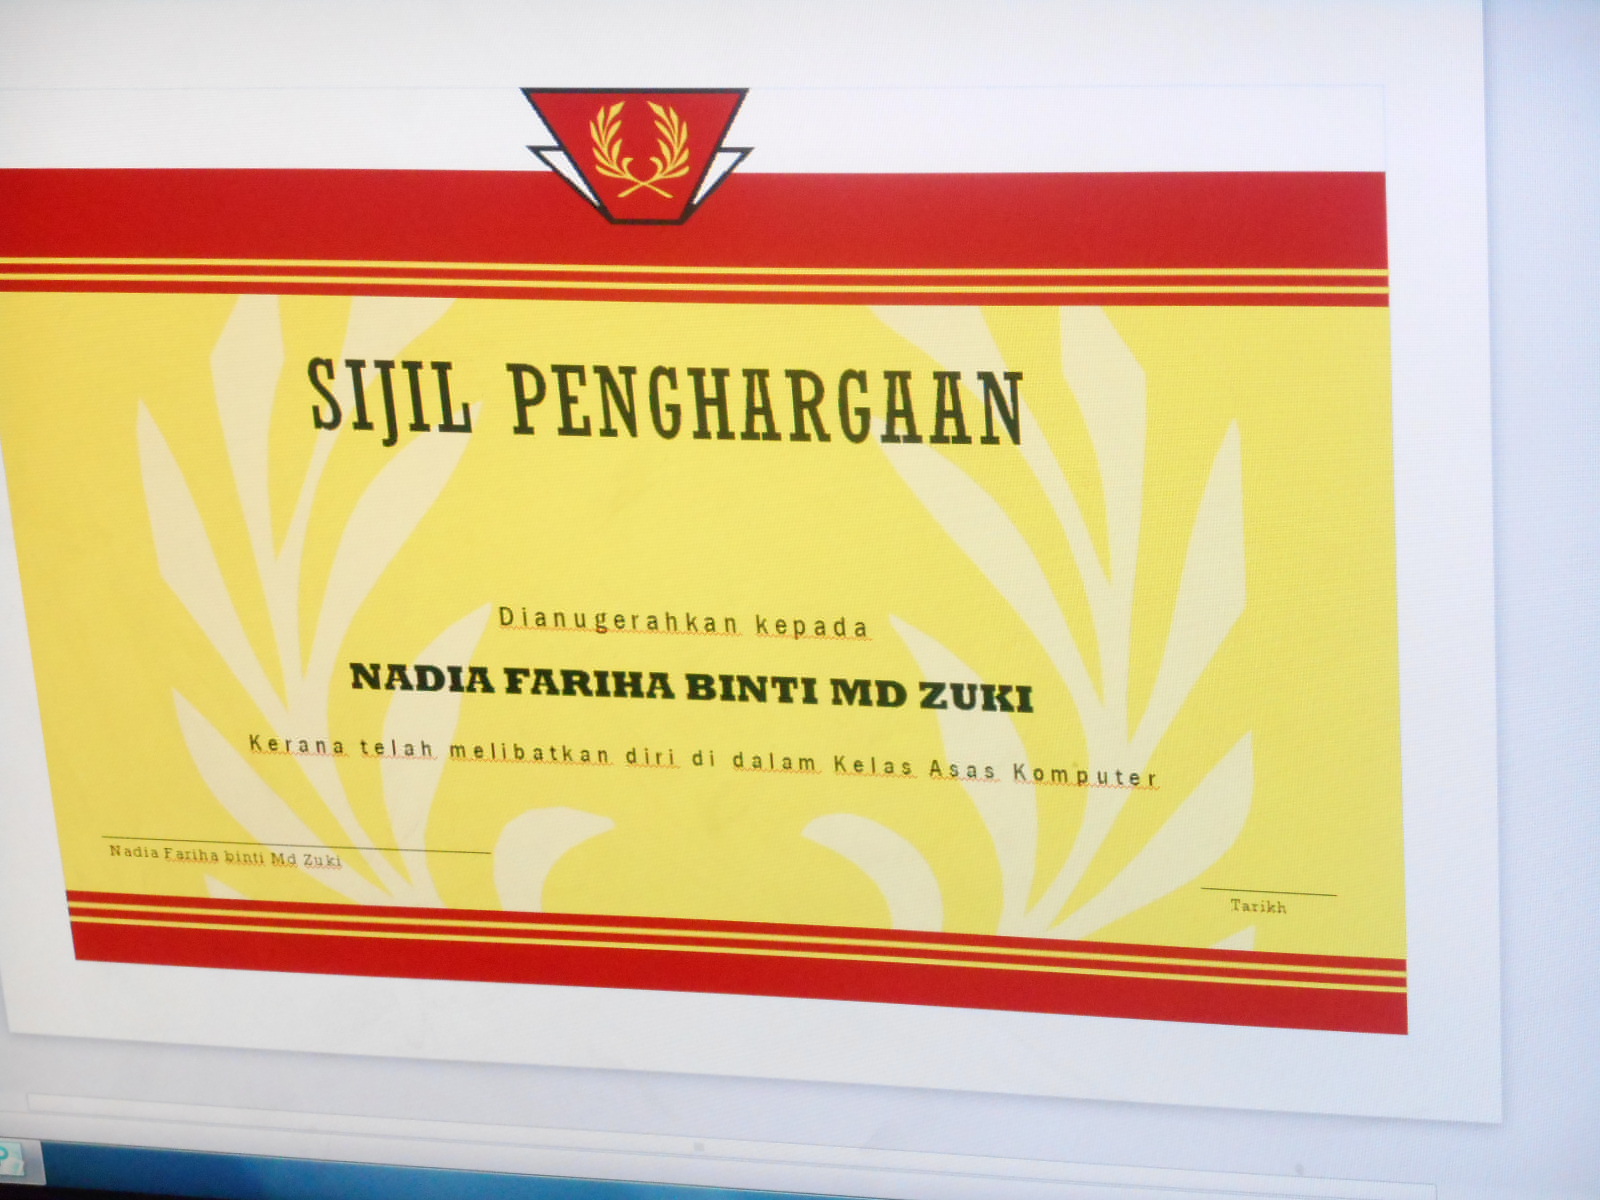 SIJIL PENGHARGAAN
Dianugerahkan kepada
NADIA FARIHA BINTI MD ZUKI
Kerana telah melibatkan diri di dalam Kelas Asas Komputer
Nadia Fariha binti Md Zuki
Tarikh